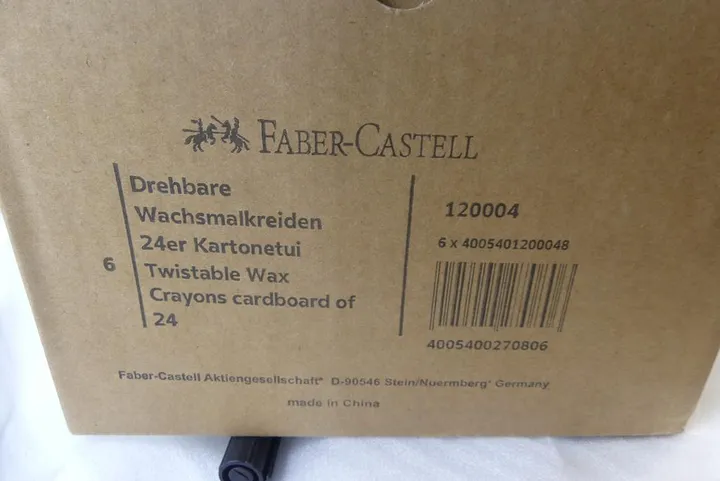 FABER-CASTELL
6
Drehbare
Wachsmalkreiden
24er Kartonetui
Twistable Wax
Crayons cardboard of
24
120004
6 x 4005401200048
4005400270806
Faber-Castell Aktiengesellschaft* D-90546 Stein/Nuermberg* Germany
made in China